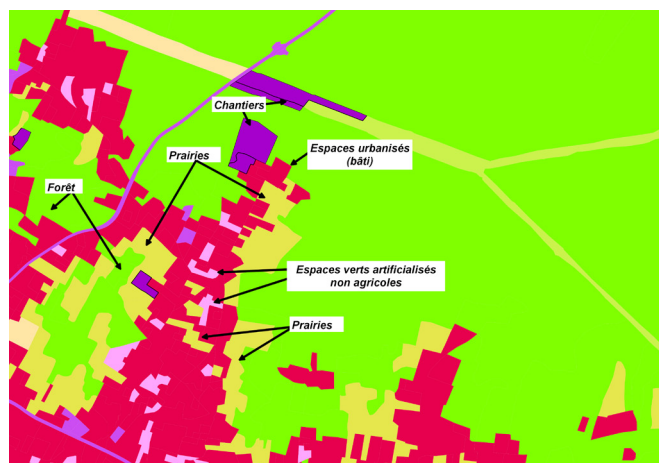 Chantiers
Espaces urbanisés
(bâti)
Prairies
Forêt
Espaces verts artificialisés
non agricoles
Prairies